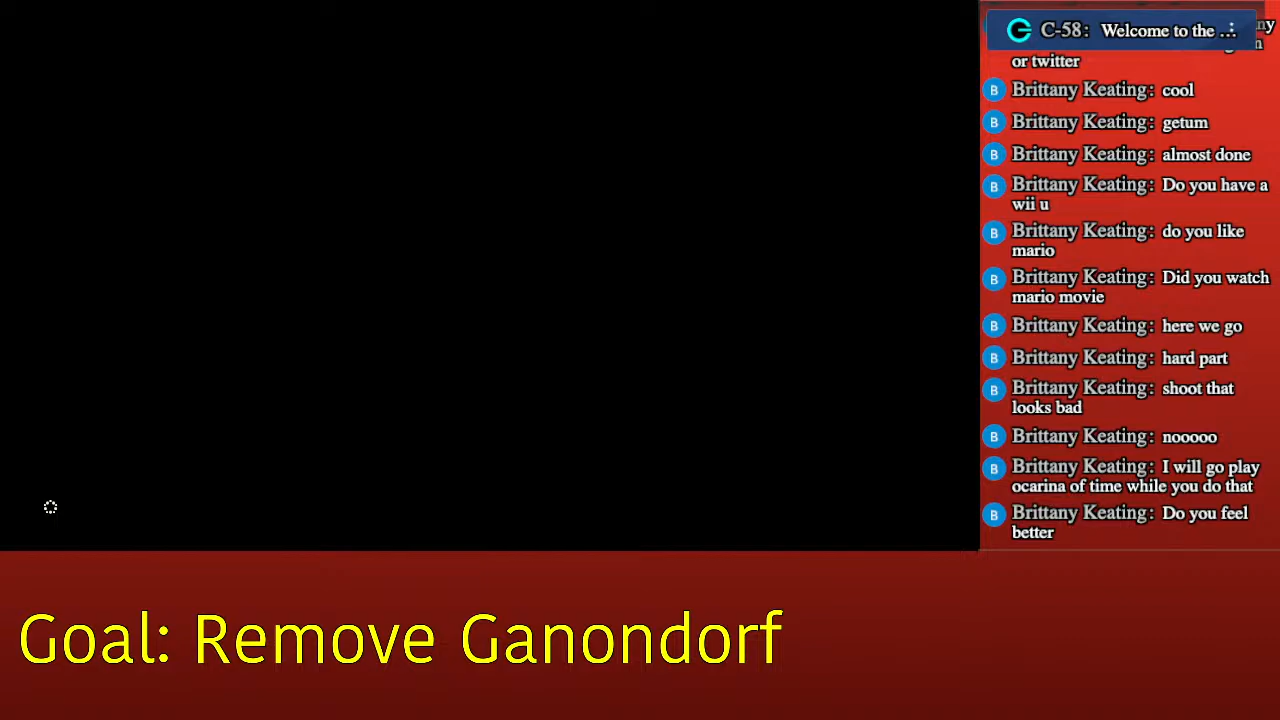 C-58: Welcome to the ...
or twitter
Brittany Keating: cool
Brittany Keating: getum
Brittany Keating: almost done
Brittany Keating: Do you have a
wii u
Brittany Keating: do you like
mario
Brittany Keating: Did you watch
mario movie
Brittany Keating: here we go
Brittany Keating: hard part
Brittany Keating: shoot that
looks bad
Brittany Keating: nooooo
Brittany Keating: I will go play
ocarina of time while you do that
Brittany Keating: Do you feel
better
Goal: Remove Ganondorf